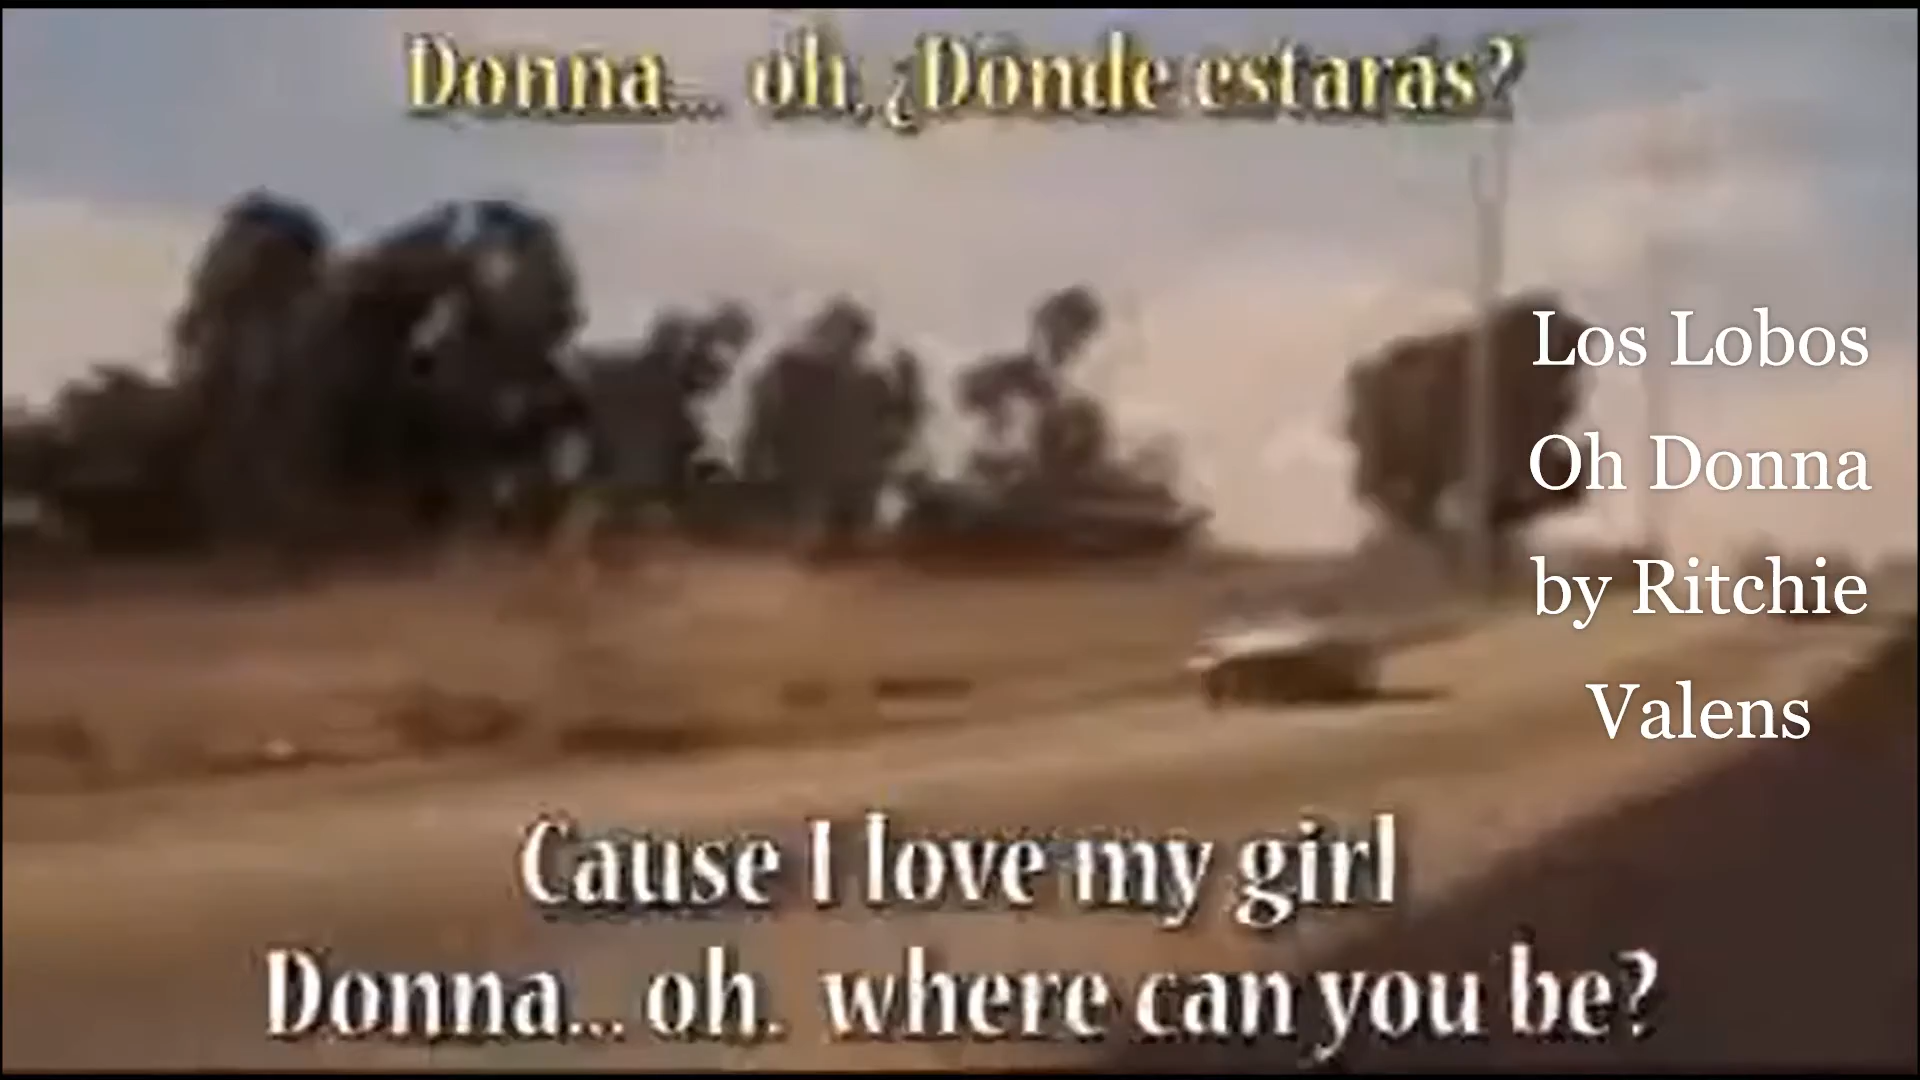 Donna... oh, ¿Donde estarás?
Los Lobos
Oh Donna
by Ritchie
Valens
Cause I love my girl
Donna... oh. where can you be?